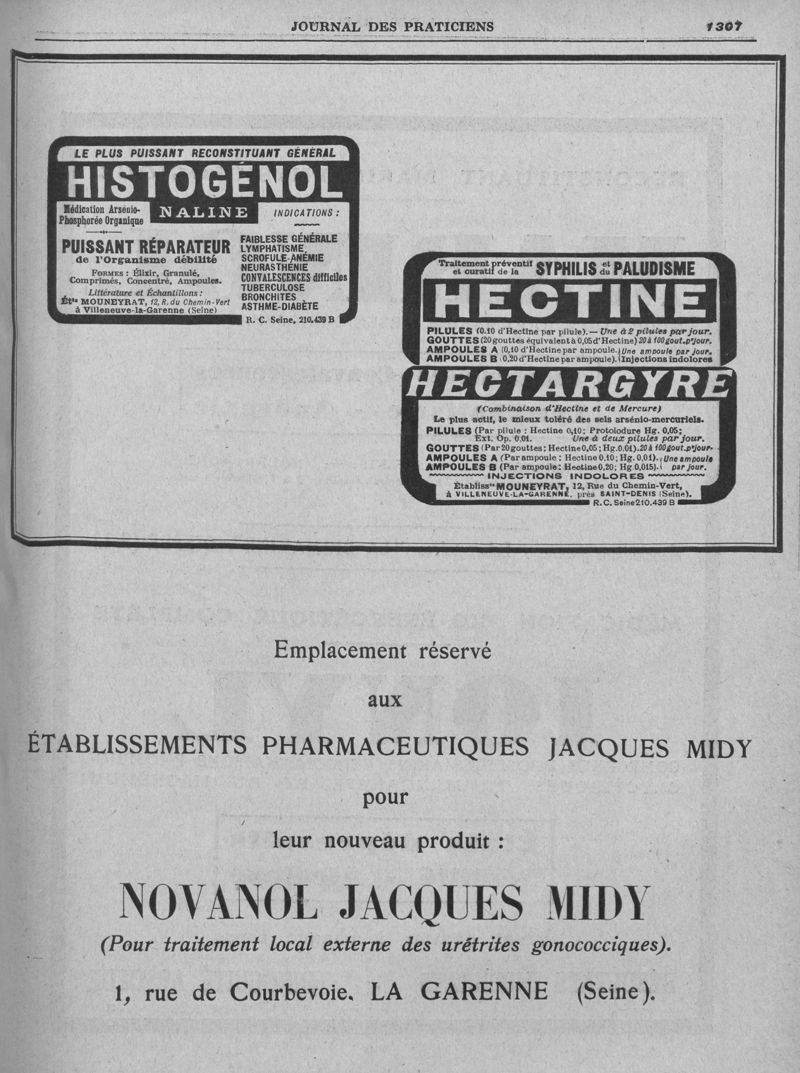 JOURNAL DES PRATICIENS
1307
LE PLUS PUISSANT RECONSTITUANT GÉNÉRAL
HISTOGÉNOL
Médication Arsénio-
Phosphorée Organique
NALINE
INDICATIONS :
PUISSANT RÉPARATEUR
de l'Organisme débilité
FORMES : Élixir, Granulé,
Comprimés, Concentré, Ampoules.
Littérature et Échantillons :
Étts MOUNEYRAT, 12, R. du Chemin-Vert
à Villeneuve-la-Garenne (Seine)
FAIBLESSE GÉNÉRALE
LYMPHATISME,
SCROFULE-ANÉMIE
NEURASTHÉNIE
CONVALESCENCES difficiles
TUBERCULOSE
BRONCHITES
ASTHME-DIABÈTE
R. C. Seine, 210.439 B
Traitement préventif et curatif de la SYPHILIS et du PALUDISME
HECTINE
PILULES (0.10 d'Hectine par pilule). — Une à 2 pilules par jour.
GOUTTES (20 gouttes équivalent à 0,05 d'Hectine) 20 à 100 gout. p' jour.
AMPOULES A (0,10 d'Hectine par ampoule. Une ampoule par jour.
AMPOULES B (0,20 d'Hectine par ampoule). Injections indolores
HECTARGYRE
(Combinaison d'Hectine et de Mercure)
Le plus actif, le mieux toléré des sels arsénio-mercuriels.
PILULES (Par pilule : Hectine 0,10; Protoiodure Hg. 0,05;
Ext. Op. 0.01. Une à deux pilules par jour.
GOUTTES (Par 20 gouttes; Hectine 0,05; Hg. 0.01). 20 à 100 gout. p' jour.
AMPOULES A (Par ampoule : Hectine 0.10; Hg. 0,01). Une ampoule
AMPOULES B (Par ampoule: Hectine 0,20; Hg. 0,015). par jour.
INJECTIONS INDOLORES
Établissts MOUNEYRAT, 12, Rue du Chemin-Vert,
à VILLENEUVE-LA-GARENNE, près SAINT-DENIS (Seine).
R. C. Seine 210.439 B
Emplacement réservé
aux
ÉTABLISSEMENTS PHARMACEUTIQUES JACQUES MIDY
pour
leur nouveau produit :
NOVANOL JACQUES MIDY
(Pour traitement local externe des urétrites gonococciques).
1, rue de Courbevoie. LA GARENNE (Seine).